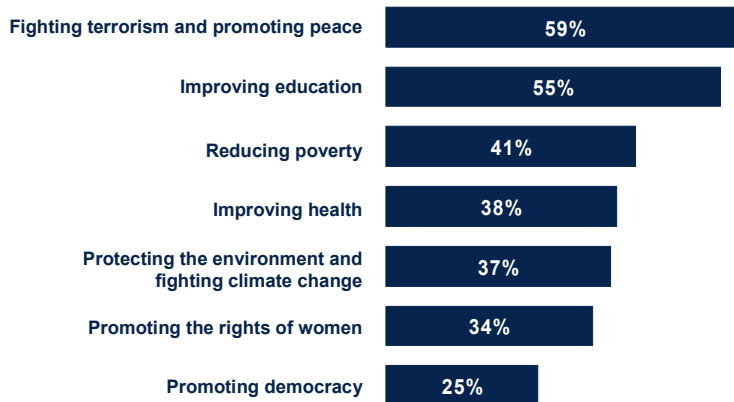 Fighting terrorism and promoting peace 59%
Improving education 55%
Reducing poverty 41%
Improving health 38%
Protecting the environment and
fighting climate change 37%
Promoting the rights of women 34%
Promoting democracy 25%